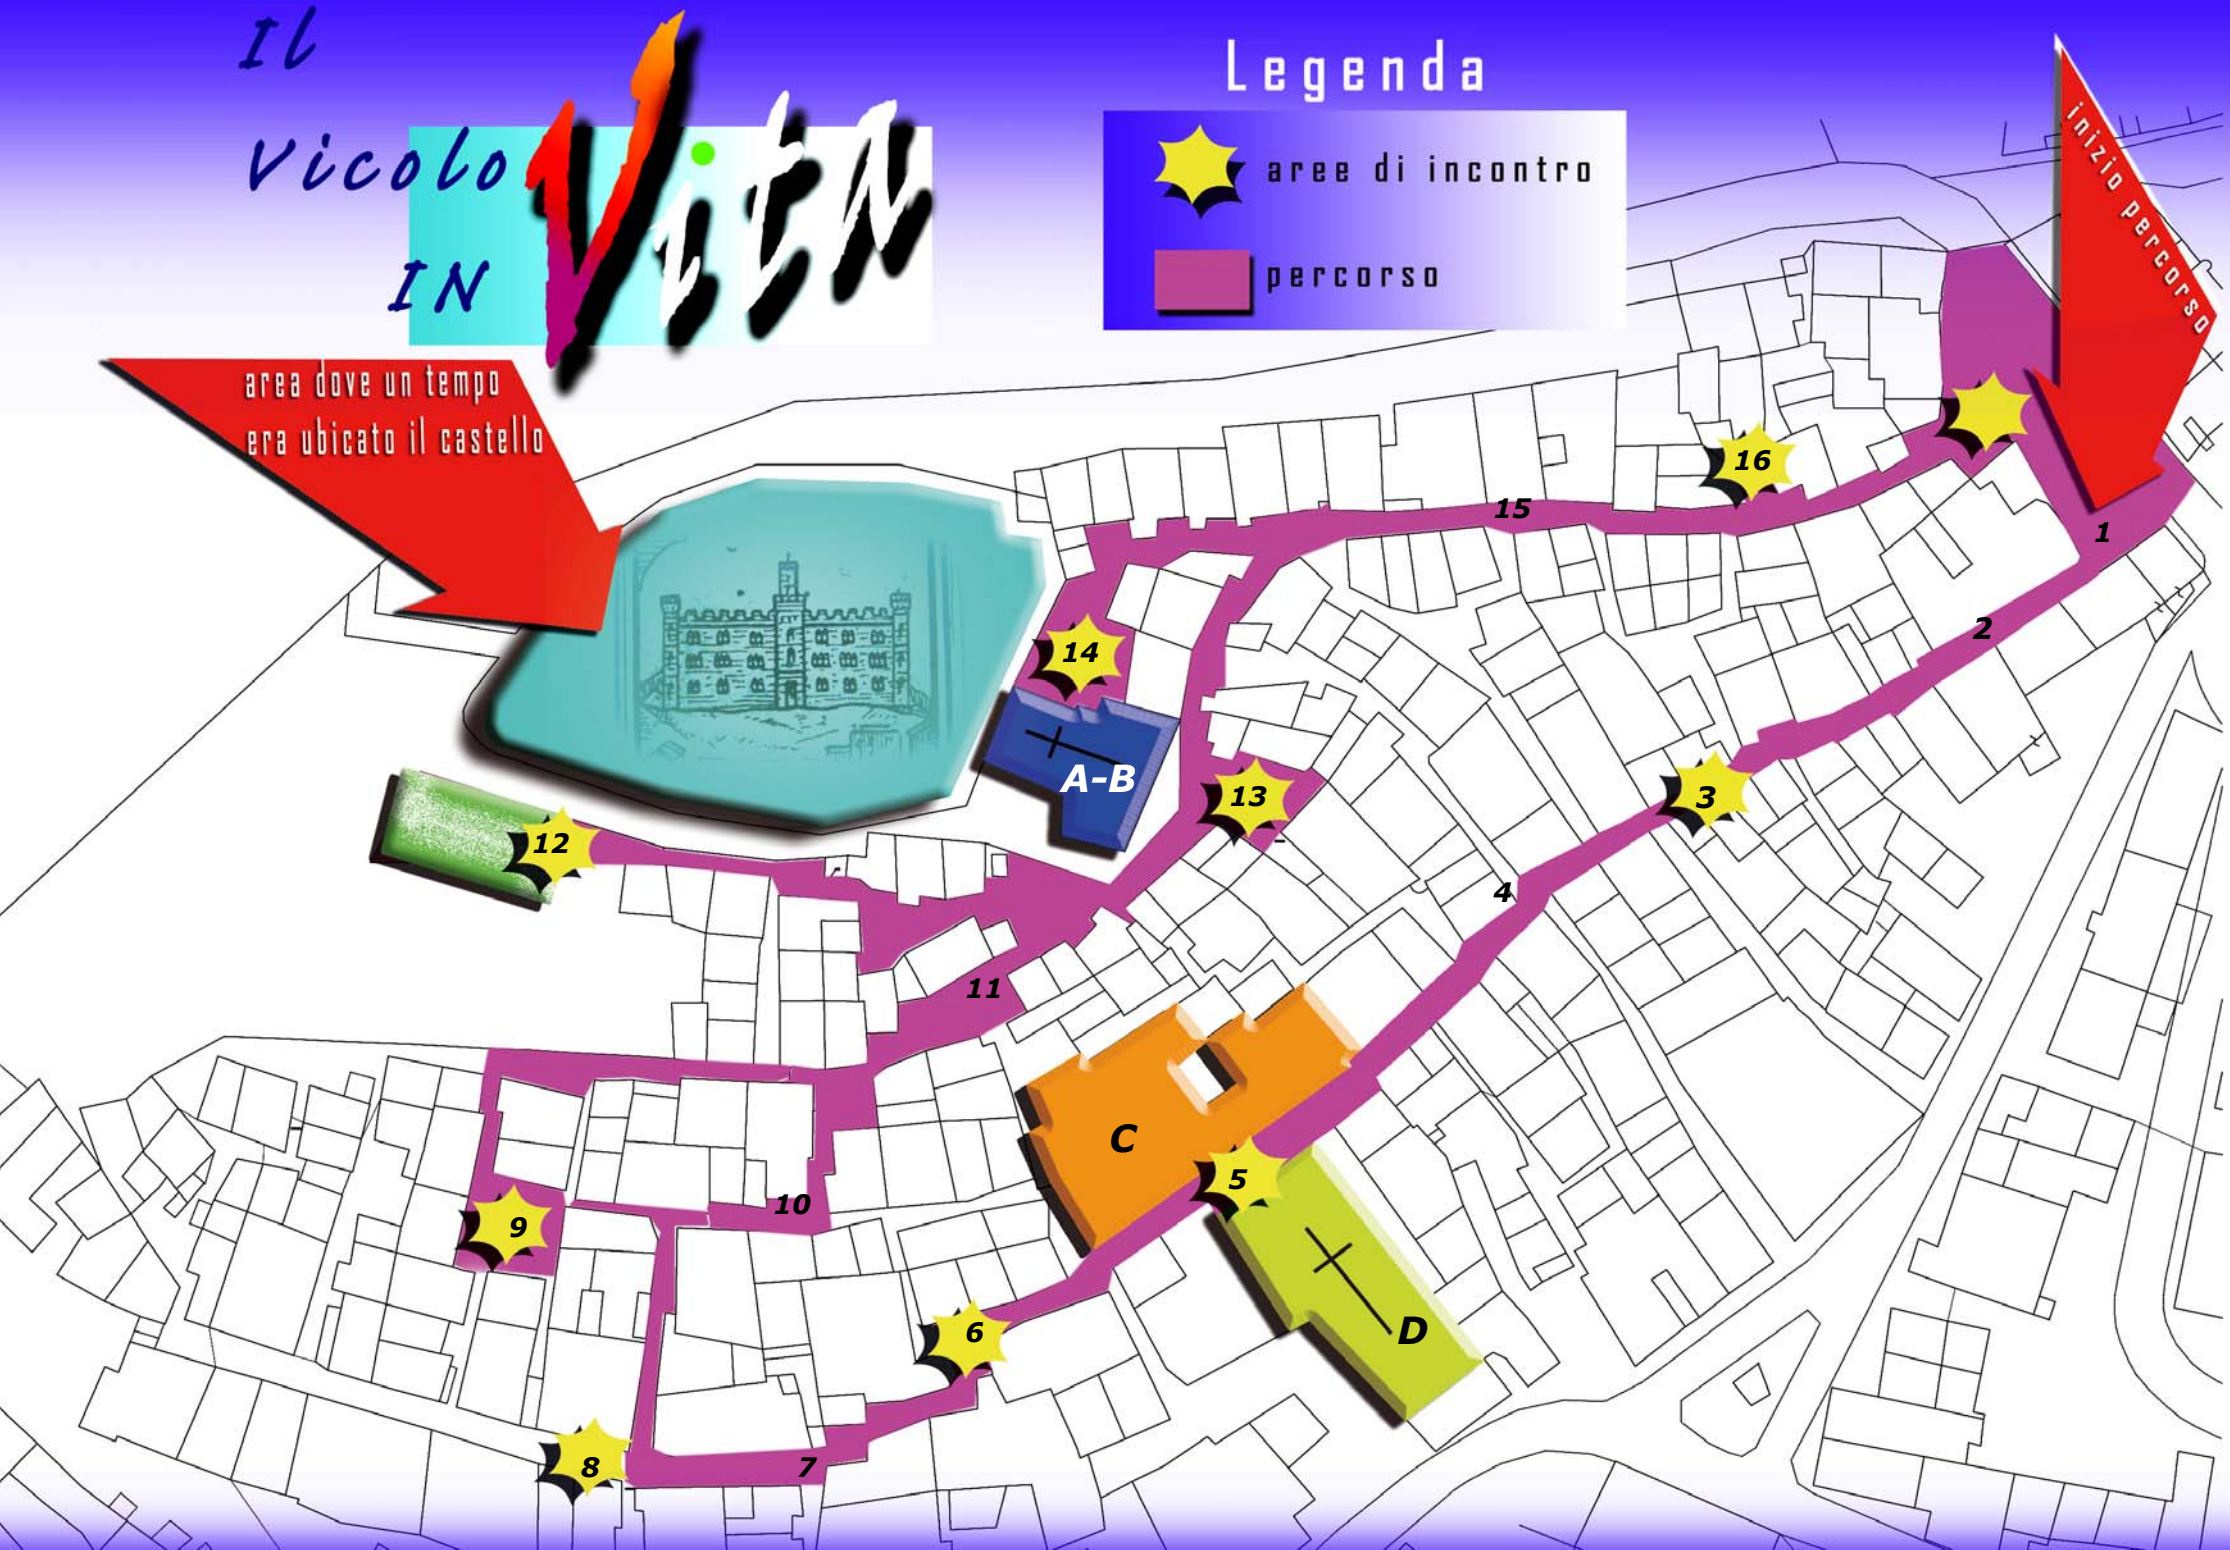 Il
Vicolo
IN
Vita
Legenda
aree di incontro
percorso
inizio percorso
area dove un tempo
era ubicato il castello
16
15
1
2
14
A-B
13
3
12
4
11
C
5
10
9
D
6
8
7